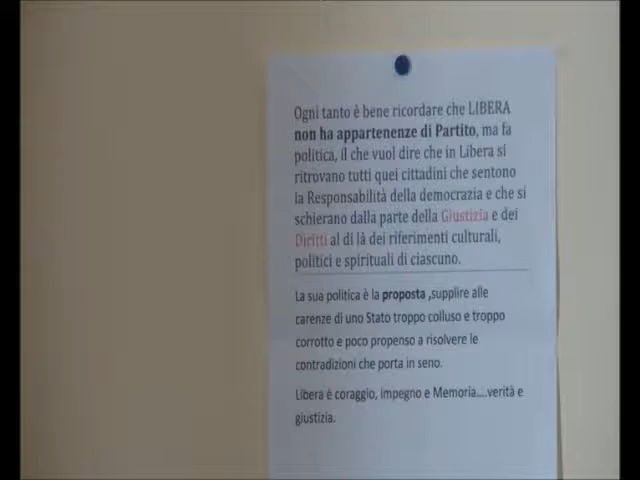 Ogni tanto è bene ricordare che LIBERA
non ha appartenenze di Partito, ma fa
politica, il che vuol dire che in Libera si
ritrovano tutti quei cittadini che sentono
la Responsabilità della democrazia e che si
schierano dalla parte della Giustizia e dei
Diritti al di là dei riferimenti culturali,
politici e spirituali di ciascuno.
La sua politica è la proposta ,supplire alle
carenze di uno Stato troppo colluso e troppo
corrotto e poco propenso a risolvere le
contradizioni che porta in seno.
Libera è coraggio, impegno e Memoria....verità e
giustizia.